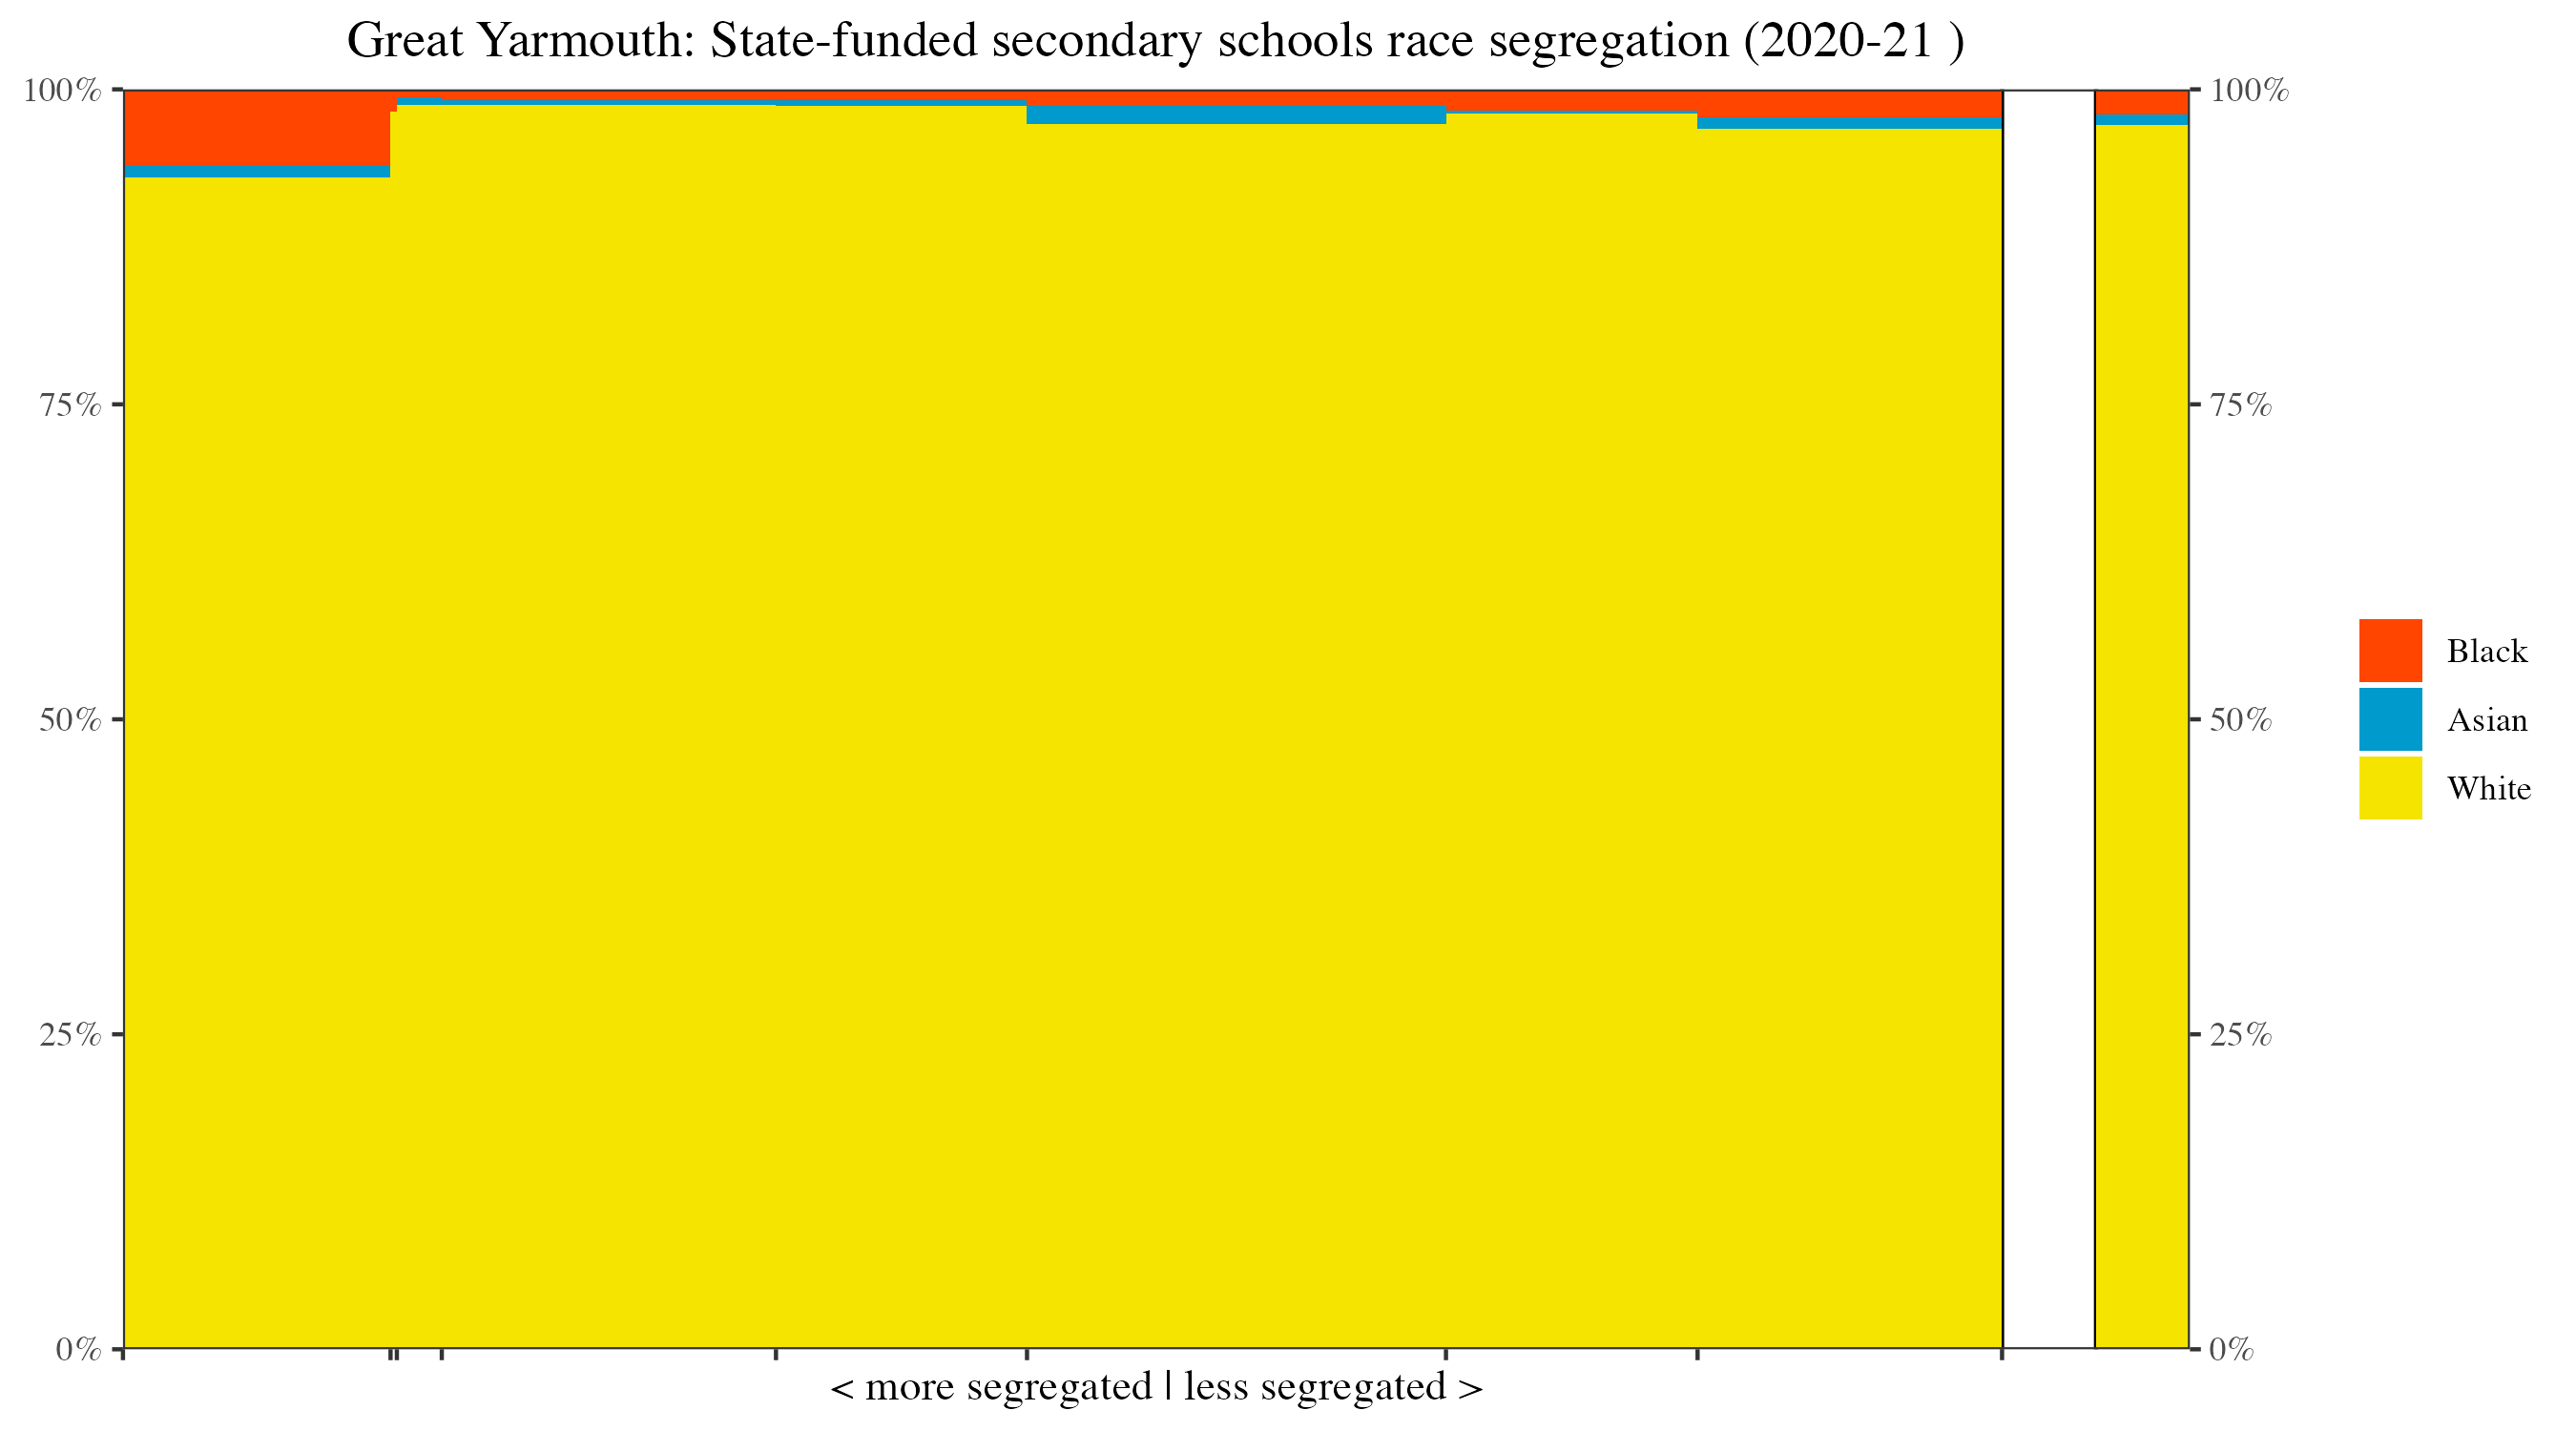 Great Yarmouth: State-funded secondary schools race segregation (2020-21 )
100%
100%
75%
75%
Black
50%
50%
Asian
White
25%
25%
0%
0%
< more segregated | less segregated >